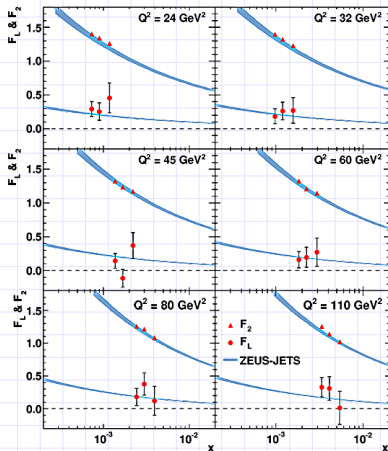 Q² = 24 GeV²
Q² = 32 GeV²
F_L & F_2
1.5
1.0
0.5
0.0
Q² = 45 GeV²
Q² = 60 GeV²
F_L & F_2
1.5
1.0
0.5
0.0
Q² = 80 GeV²
Q² = 110 GeV²
F_L & F_2
1.5
1.0
0.5
0.0
F_2
F_L
ZEUS-JETS
10⁻³
10⁻²
10⁻³
10⁻²
x